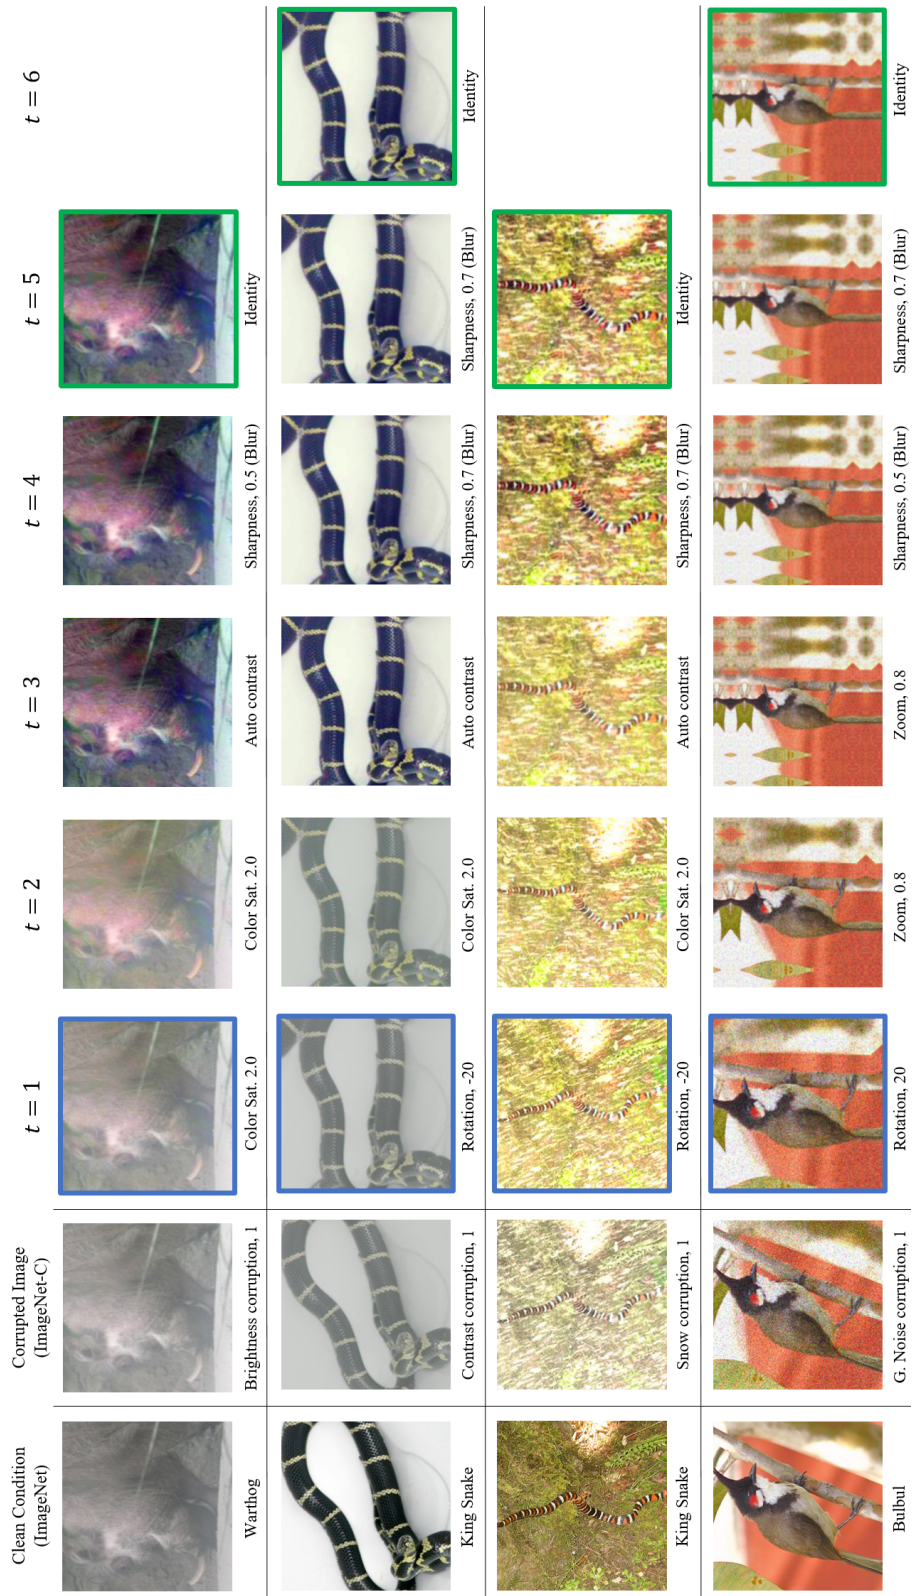 Clean Condition
(ImageNet)
Corrupted Image
(ImageNet-C)
t = 1
t = 2
t = 3
t = 4
t = 5
t = 6
Warthog
Brightness corruption, 1
Color Sat. 2.0
Color Sat. 2.0
Auto contrast
Sharpness, 0.5 (Blur)
Identity
King Snake
Contrast corruption, 1
Rotation, -20
Color Sat. 2.0
Auto contrast
Sharpness, 0.7 (Blur)
Sharpness, 0.7 (Blur)
Identity
King Snake
Snow corruption, 1
Rotation, -20
Color Sat. 2.0
Auto contrast
Sharpness, 0.7 (Blur)
Identity
Bulbul
G. Noise corruption, 1
Rotation, 20
Zoom, 0.8
Zoom, 0.8
Sharpness, 0.5 (Blur)
Sharpness, 0.7 (Blur)
Identity